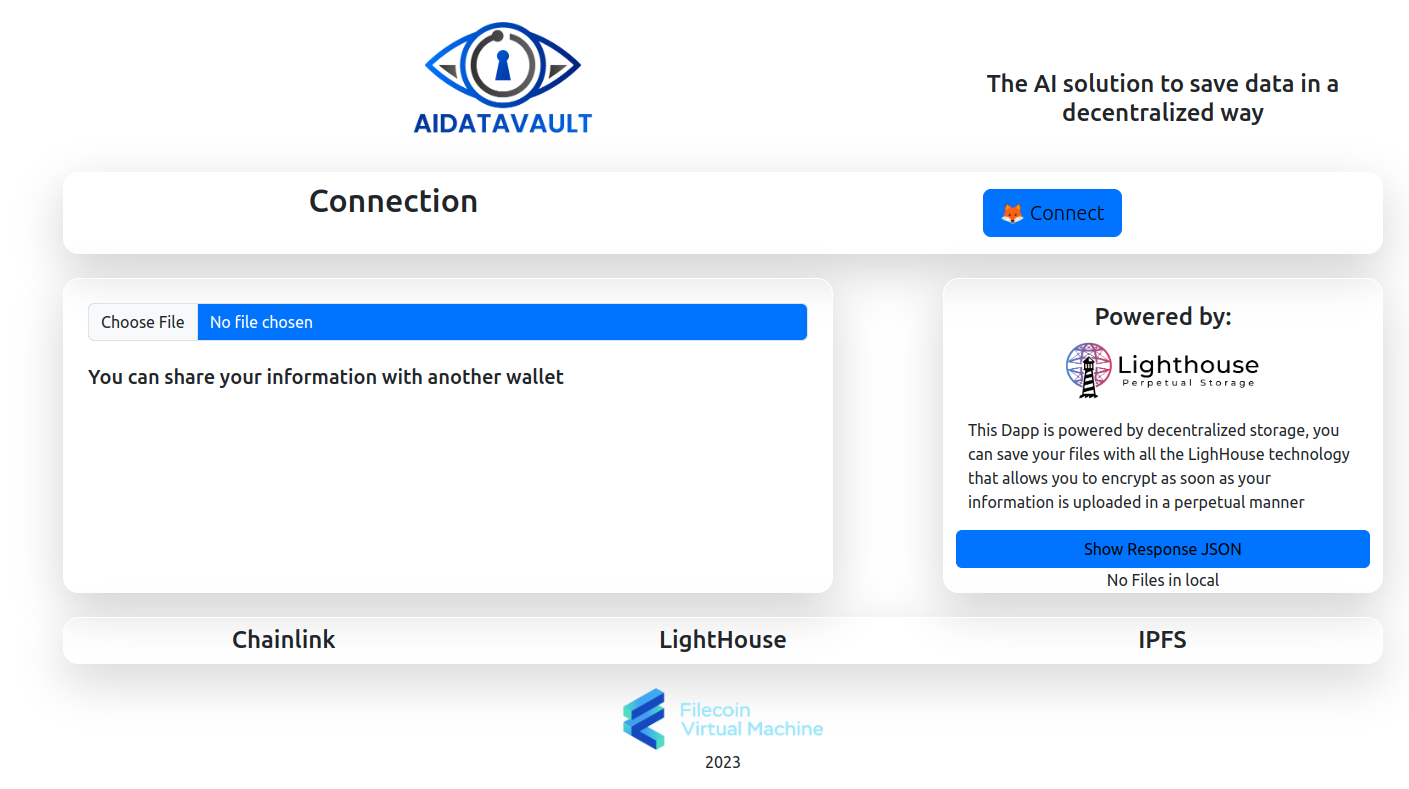 AIDATAVAULT
The AI solution to save data in a
decentralized way
Connection
Connect
Choose File No file chosen
You can share your information with another wallet
Powered by:
Lighthouse
Perpetual Storage
This Dapp is powered by decentralized storage, you
can save your files with all the LighHouse technology
that allows you to encrypt as soon as your
information is uploaded in a perpetual manner
Show Response JSON
No Files in local
Chainlink
LightHouse
IPFS
Filecoin
Virtual Machine
2023